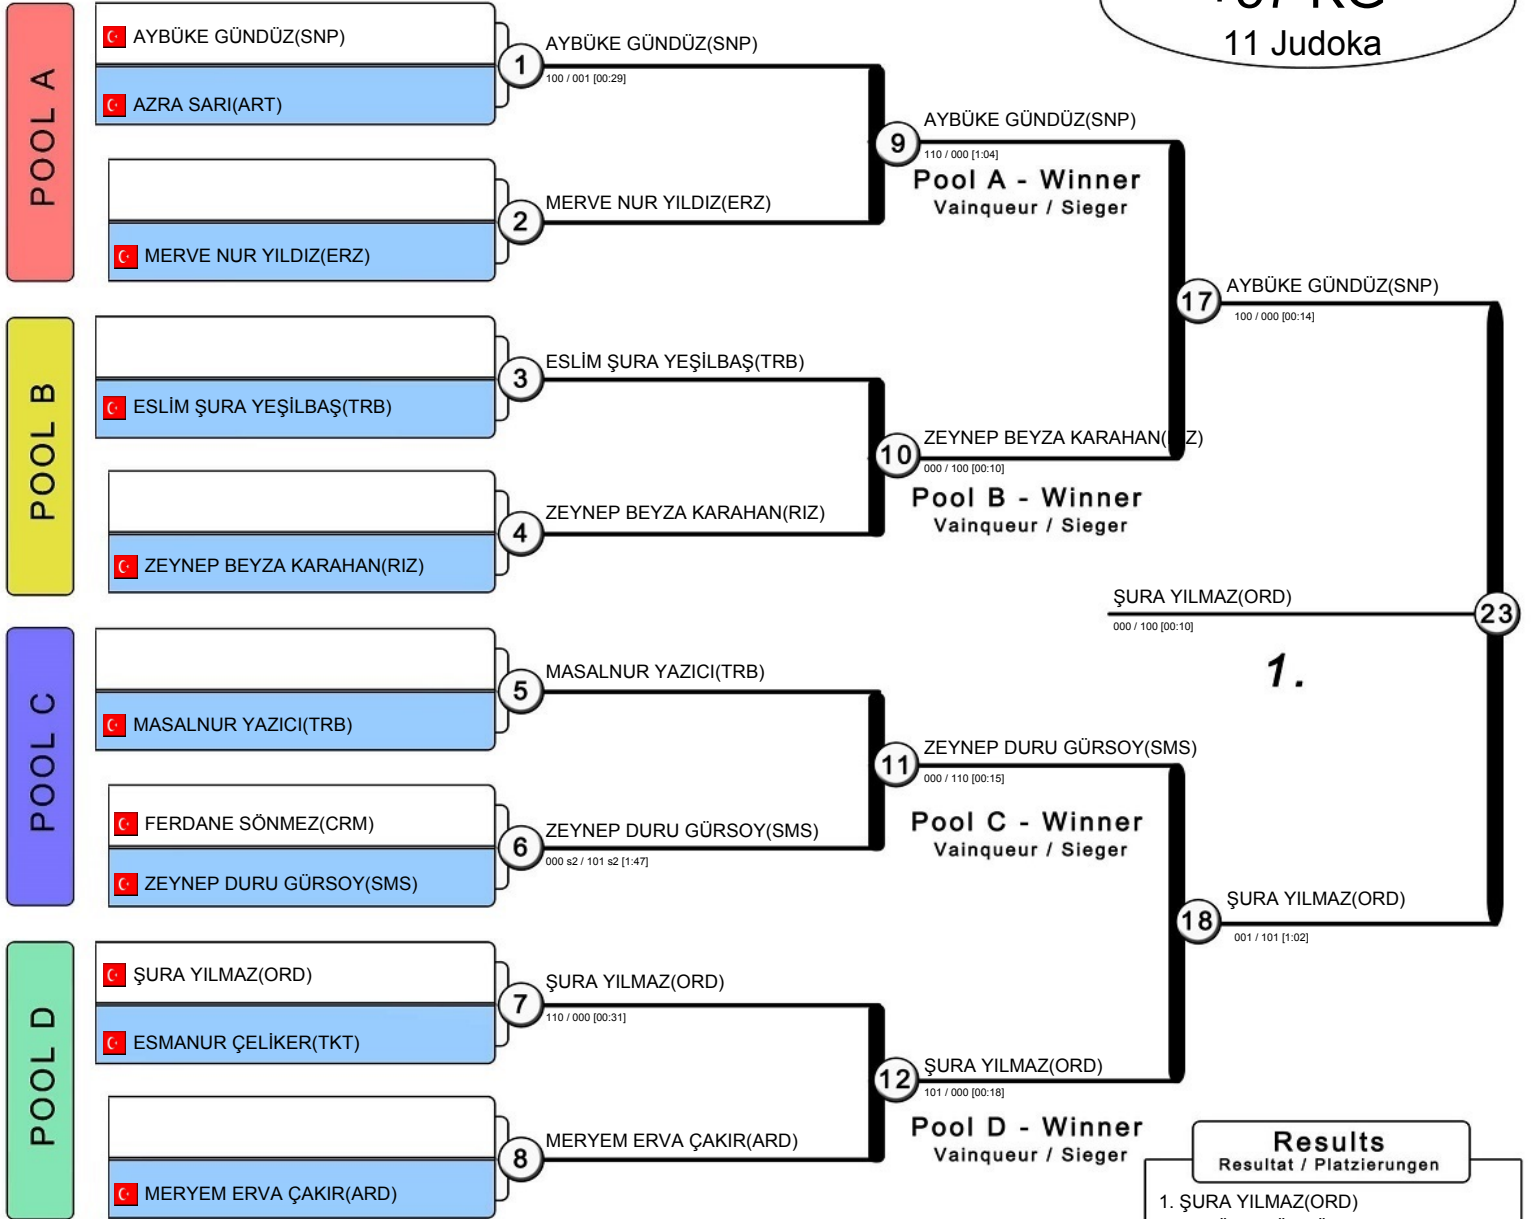 +57 KG
11 Judoka
POOL A
AYBÜKE GÜNDÜZ(SNP)
AZRA SARI(ART)
MERVE NUR YILDIZ(ERZ)
1
AYBÜKE GÜNDÜZ(SNP)
100 / 001 [00:29]
2
MERVE NUR YILDIZ(ERZ)
9
AYBÜKE GÜNDÜZ(SNP)
110 / 000 [1:04]
Pool A - Winner
Vainqueur / Sieger
POOL B
ESLİM ŞURA YEŞİLBAŞ(TRB)
ZEYNEP BEYZA KARAHAN(RIZ)
3
ESLİM ŞURA YEŞİLBAŞ(TRB)
4
ZEYNEP BEYZA KARAHAN(RIZ)
10
ZEYNEP BEYZA KARAHAN(RIZ)
000 / 100 [00:10]
Pool B - Winner
Vainqueur / Sieger
17
AYBÜKE GÜNDÜZ(SNP)
100 / 000 [00:14]
POOL C
MASALNUR YAZICI(TRB)
FERDANE SÖNMEZ(CRM)
ZEYNEP DURU GÜRSOY(SMS)
5
MASALNUR YAZICI(TRB)
6
ZEYNEP DURU GÜRSOY(SMS)
000 s2 / 101 s2 [1:47]
11
ZEYNEP DURU GÜRSOY(SMS)
000 / 110 [00:15]
Pool C - Winner
Vainqueur / Sieger
POOL D
ŞURA YILMAZ(ORD)
ESMANUR ÇELİKER(TKT)
MERYEM ERVA ÇAKIR(ARD)
7
ŞURA YILMAZ(ORD)
110 / 000 [00:31]
8
MERYEM ERVA ÇAKIR(ARD)
12
ŞURA YILMAZ(ORD)
101 / 000 [00:18]
Pool D - Winner
Vainqueur / Sieger
18
ŞURA YILMAZ(ORD)
001 / 101 [1:02]
23
ŞURA YILMAZ(ORD)
000 / 100 [00:10]
1.
Results
Resultat / Platzierungen
1. ŞURA YILMAZ(ORD)